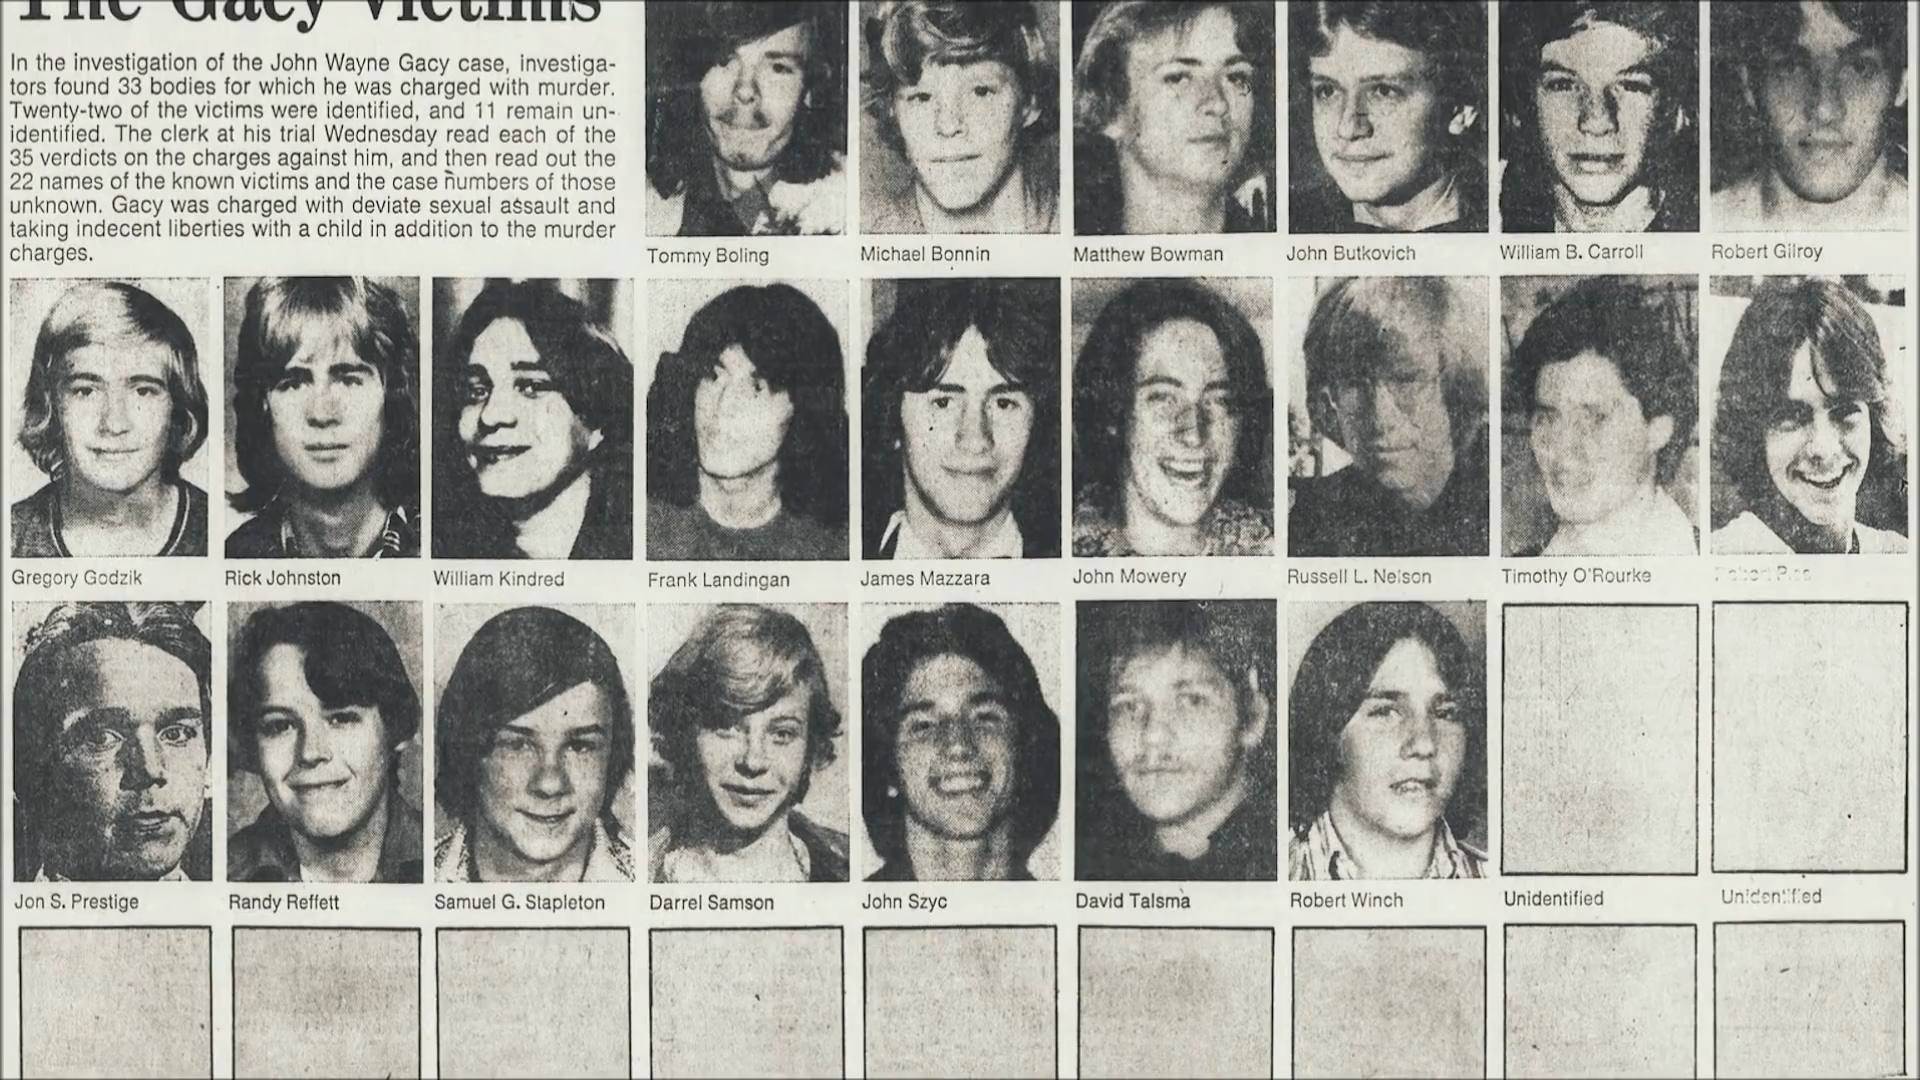 The Gacy Victims
In the investigation of the John Wayne Gacy case, investiga-
tors found 33 bodies for which he was charged with murder.
Twenty-two of the victims were identified, and 11 remain un-
identified. The clerk at his trial Wednesday read each of the
35 verdicts on the charges against him, and then read out the
22 names of the known victims and the case numbers of those
unknown. Gacy was charged with deviate sexual assault and
taking indecent liberties with a child in addition to the murder
charges.
Tommy Boling
Michael Bonnin
Matthew Bowman
John Butkovich
William B. Carroll
Robert Gilroy
Gregory Godzik
Rick Johnston
William Kindred
Frank Landingan
James Mazzara
John Mowery
Russell L. Nelson
Timothy O'Rourke
Robert
Jon S. Prestige
Randy Reffett
Samuel G. Stapleton
Darrel Samson
John Szyc
David Talsma
Robert Winch
Unidentified
Unidentified